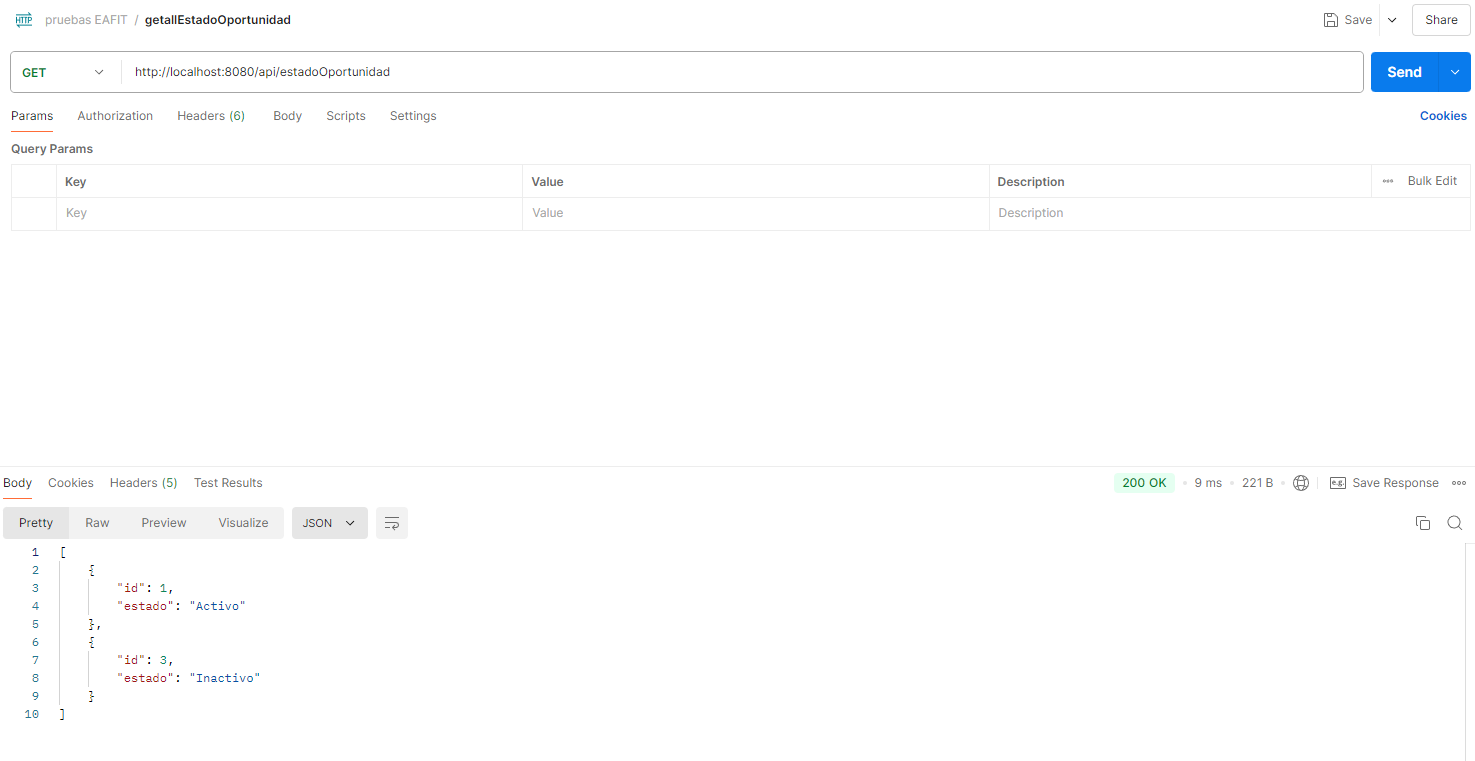 HTTP pruebas EAFIT / getallEstadoOportunidad Save Share
GET http://localhost:8080/api/estadoOportunidad Send
Params Authorization Headers (6) Body Scripts Settings Cookies
Query Params
Key Value Description Bulk Edit
Key Value Description
Body Cookies Headers (5) Test Results 200 OK 9 ms 221 B e.g. Save Response
Pretty Raw Preview Visualize JSON
1 [
2 {
3 "id": 1,
4 "estado": "Activo"
5 },
6 {
7 "id": 3,
8 "estado": "Inactivo"
9 }
10 ]